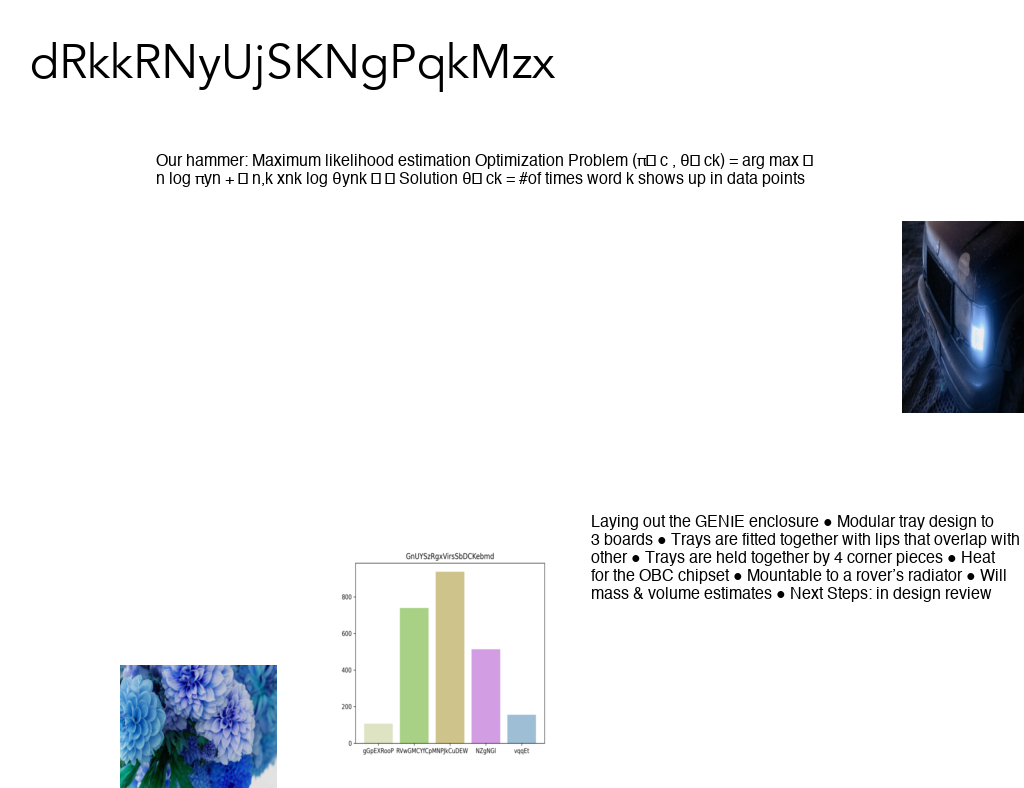 dRkkRNyUjSKNgPqkMzx
Our hammer: Maximum likelihood estimation Optimization Problem (π□ c , θ□ ck) = arg max □
n log πyn + □ n,k xnk log θynk □ □ Solution θ□ ck = #of times word k shows up in data points
Laying out the GENIE enclosure ● Modular tray design to
3 boards ● Trays are fitted together with lips that overlap with
other ● Trays are held together by 4 corner pieces ● Heat
for the OBC chipset ● Mountable to a rover’s radiator ● Will
mass & volume estimates ● Next Steps: in design review
GnUYSzRgxVirsSbDCKebmd
800
600
400
200
0
gGpEXRooP RVwGMCYfCpMNPJkCuDEW NZgNGl vqqEt